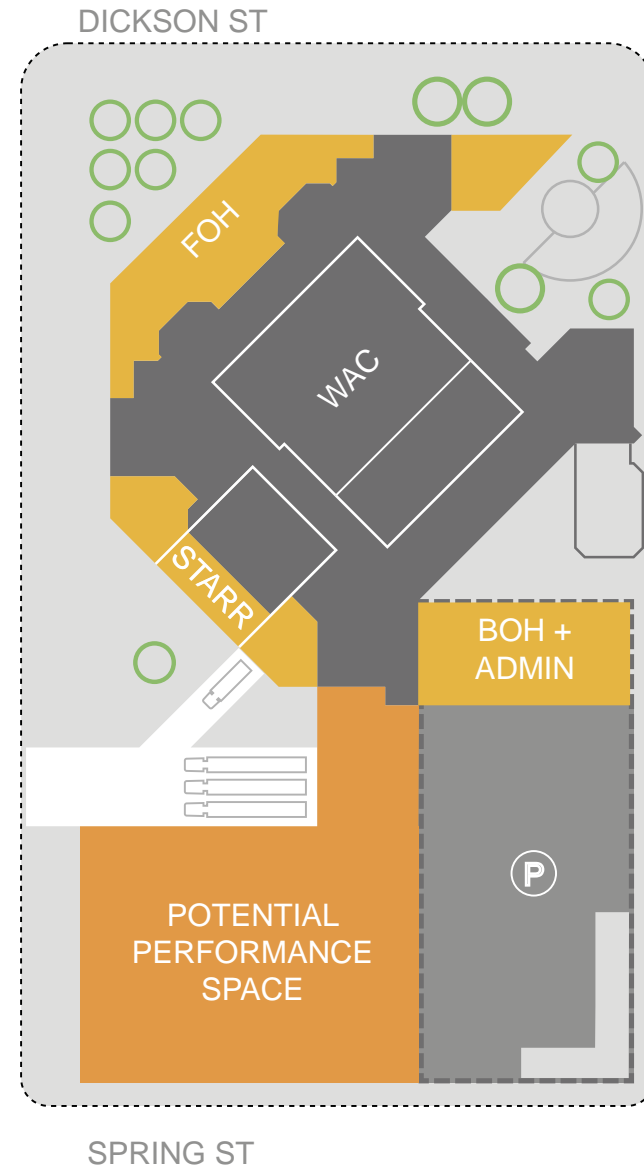 DICKSON ST
FOH
WAC
STARR
BOH +
ADMIN
P
POTENTIAL
PERFORMANCE
SPACE
SPRING ST